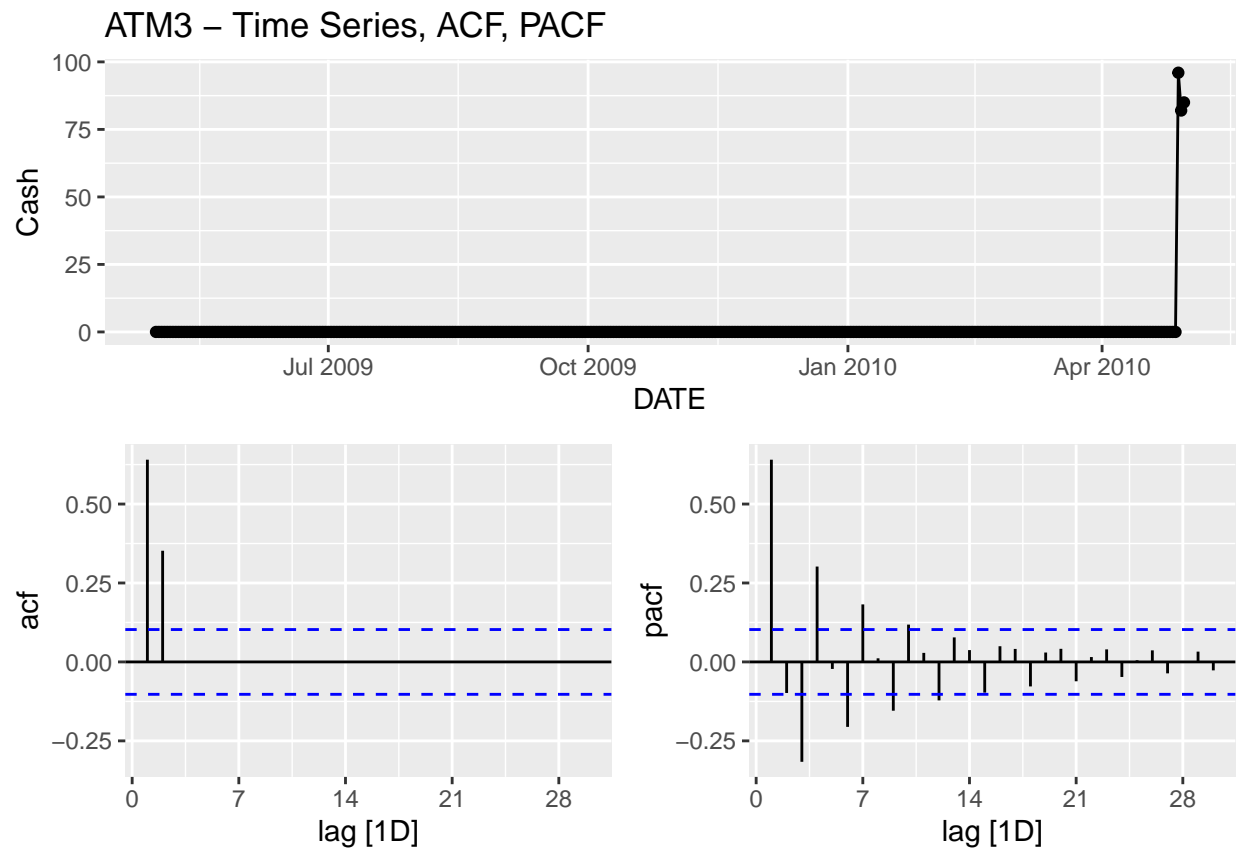 ATM3 – Time Series, ACF, PACF
100
75
50
25
0
Cash
Jul 2009 Oct 2009 Jan 2010 Apr 2010
DATE
0.50
0.25
0.00
−0.25
acf
0 7 14 21 28
lag [1D]
0.50
0.25
0.00
−0.25
pacf
0 7 14 21 28
lag [1D]